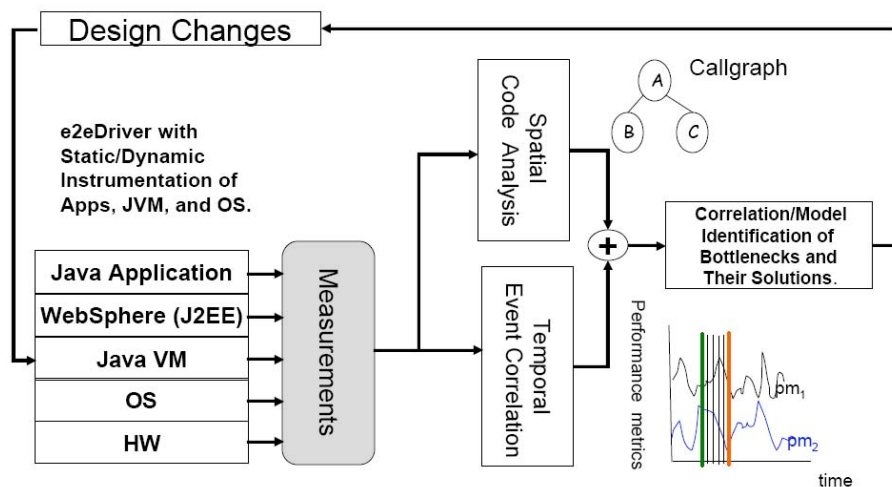 Design Changes
e2eDriver with
Static/Dynamic
Instrumentation of
Apps, JVM, and OS.
Java Application
WebSphere (J2EE)
Java VM
OS
HW
Measurements
Spatial
Code Analysis
Temporal
Event Correlation
A
B
C
Callgraph
+
Correlation/Model
Identification of
Bottlenecks and
Their Solutions.
Performance metrics
pm1
pm2
time